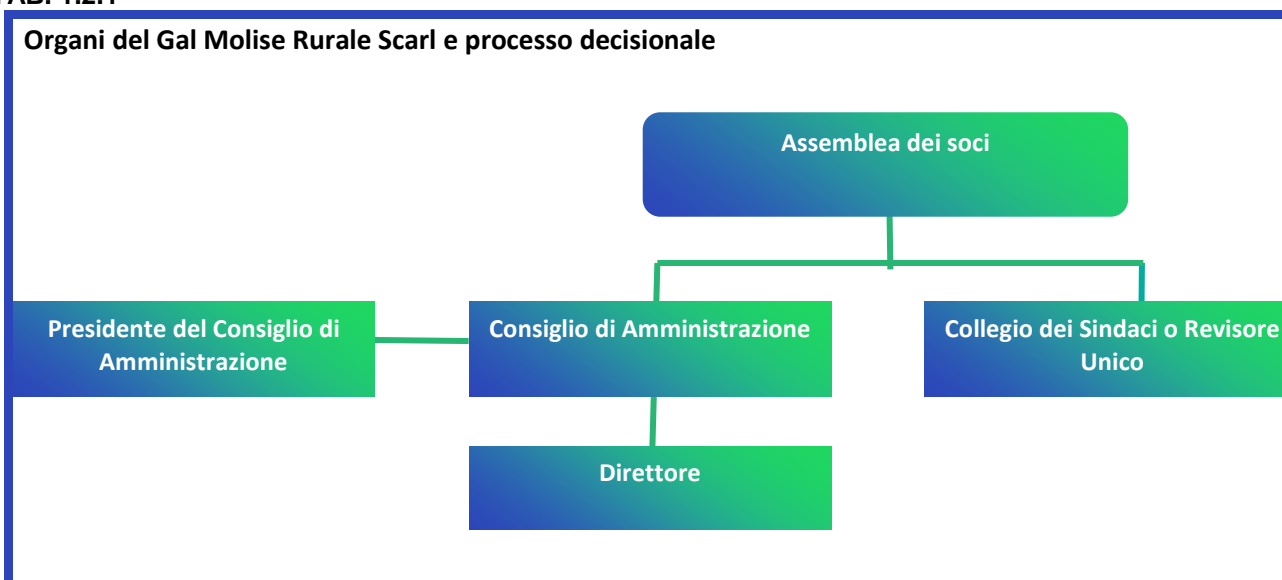 Organi del Gal Molise Rurale Scarl e processo decisionale
Assemblea dei soci
Presidente del Consiglio di
Amministrazione
Consiglio di Amministrazione
Collegio dei Sindaci o Revisore
Unico
Direttore